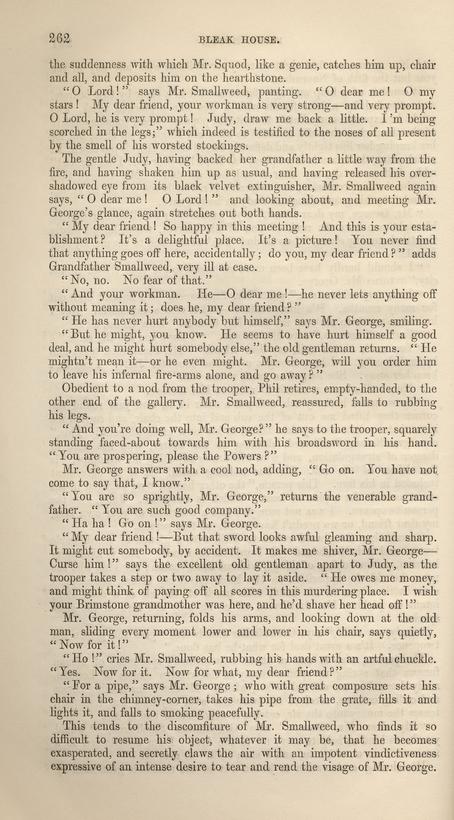 262 BLEAK HOUSE.
the suddenness with which Mr. Squod, like a genie, catches him up, chair
and all, and deposits him on the hearthstone.
"O Lord!" says Mr. Smallweed, panting. "O dear me! O my
stars! My dear friend, your workman is very strong—and very prompt.
O Lord, he is very prompt! Judy, draw me back a little. I'm being
scorched in the legs;" which indeed is testified to the noses of all present
by the smell of his worsted stockings.
The gentle Judy, having backed her grandfather a little way from the
fire, and having shaken him up as usual, and having released his over-
shadowed eye from its black velvet extinguisher, Mr. Smallweed again
says, "O dear me! O Lord!" and looking about, and meeting Mr.
George's glance, again stretches out both hands.
"My dear friend! So happy in this meeting! And this is your esta-
blishment? It's a delightful place. It's a picture! You never find
that anything goes off here, accidentally; do you, my dear friend?" adds
Grandfather Smallweed, very ill at ease.
"No, no. No fear of that."
"And your workman. He—O dear me!—he never lets anything off
without meaning it; does he, my dear friend?"
"He has never hurt anybody but himself," says Mr. George, smiling.
"But he might, you know. He seems to have hurt himself a good
deal, and he might hurt somebody else," the old gentleman returns. "He
mightn't mean it—or he even might. Mr. George, will you order him
to leave his infernal fire-arms alone, and go away?"
Obedient to a nod from the trooper, Phil retires, empty-handed, to the
other end of the gallery. Mr. Smallweed, reassured, falls to rubbing
his legs.
"And you're doing well, Mr. George?" he says to the trooper, squarely
standing faced-about towards him with his broadsword in his hand.
"You are prospering, please the Powers?"
Mr. George answers with a cool nod, adding, "Go on. You have not
come to say that, I know."
"You are so sprightly, Mr. George," returns the venerable grand-
father. "You are such good company."
"Ha ha! Go on!" says Mr. George.
"My dear friend!—But that sword looks awful gleaming and sharp.
It might cut somebody, by accident. It makes me shiver, Mr. George—
Curse him!" says the excellent old gentleman apart to Judy, as the
trooper takes a step or two away to lay it aside. "He owes me money,
and might think of paying off all scores in this murdering place. I wish
your Brimstone grandmother was here, and he'd shave her head off!"
Mr. George, returning, folds his arms, and looking down at the old
man, sliding every moment lower and lower in his chair, says quietly,
"Now for it!"
"Ho!" cries Mr. Smallweed, rubbing his hands with an artful chuckle.
"Yes. Now for it. Now for what, my dear friend?"
"For a pipe," says Mr. George; who with great composure sets his
chair in the chimney-corner, takes his pipe from the grate, fills it and
lights it, and falls to smoking peacefully.
This tends to the discomfiture of Mr. Smallweed, who finds it so
difficult to resume his object, whatever it may be, that he becomes
exasperated, and secretly claws the air with an impotent vindictiveness
expressive of an intense desire to tear and rend the visage of Mr. George.